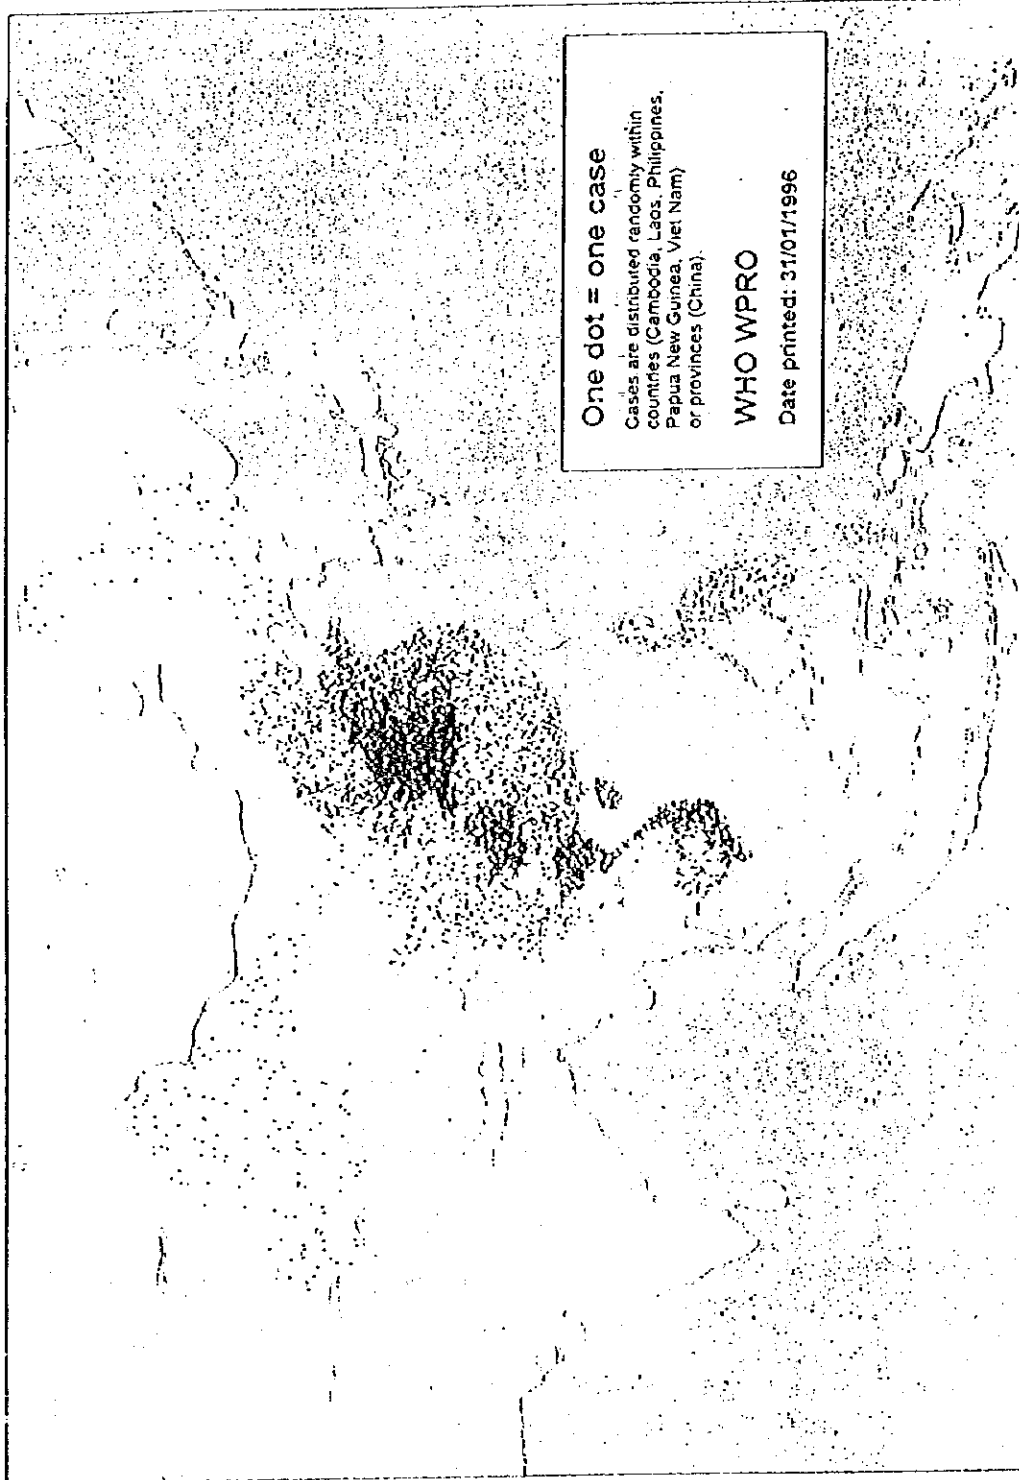 One dot = one case
Cases are distributed randomly within
countries (Cambodia, Laos, Philippines,
Papua New Guinea, Viet Nam)
or provinces (China).
WHO WPRO
Date printed: 31/01/1996